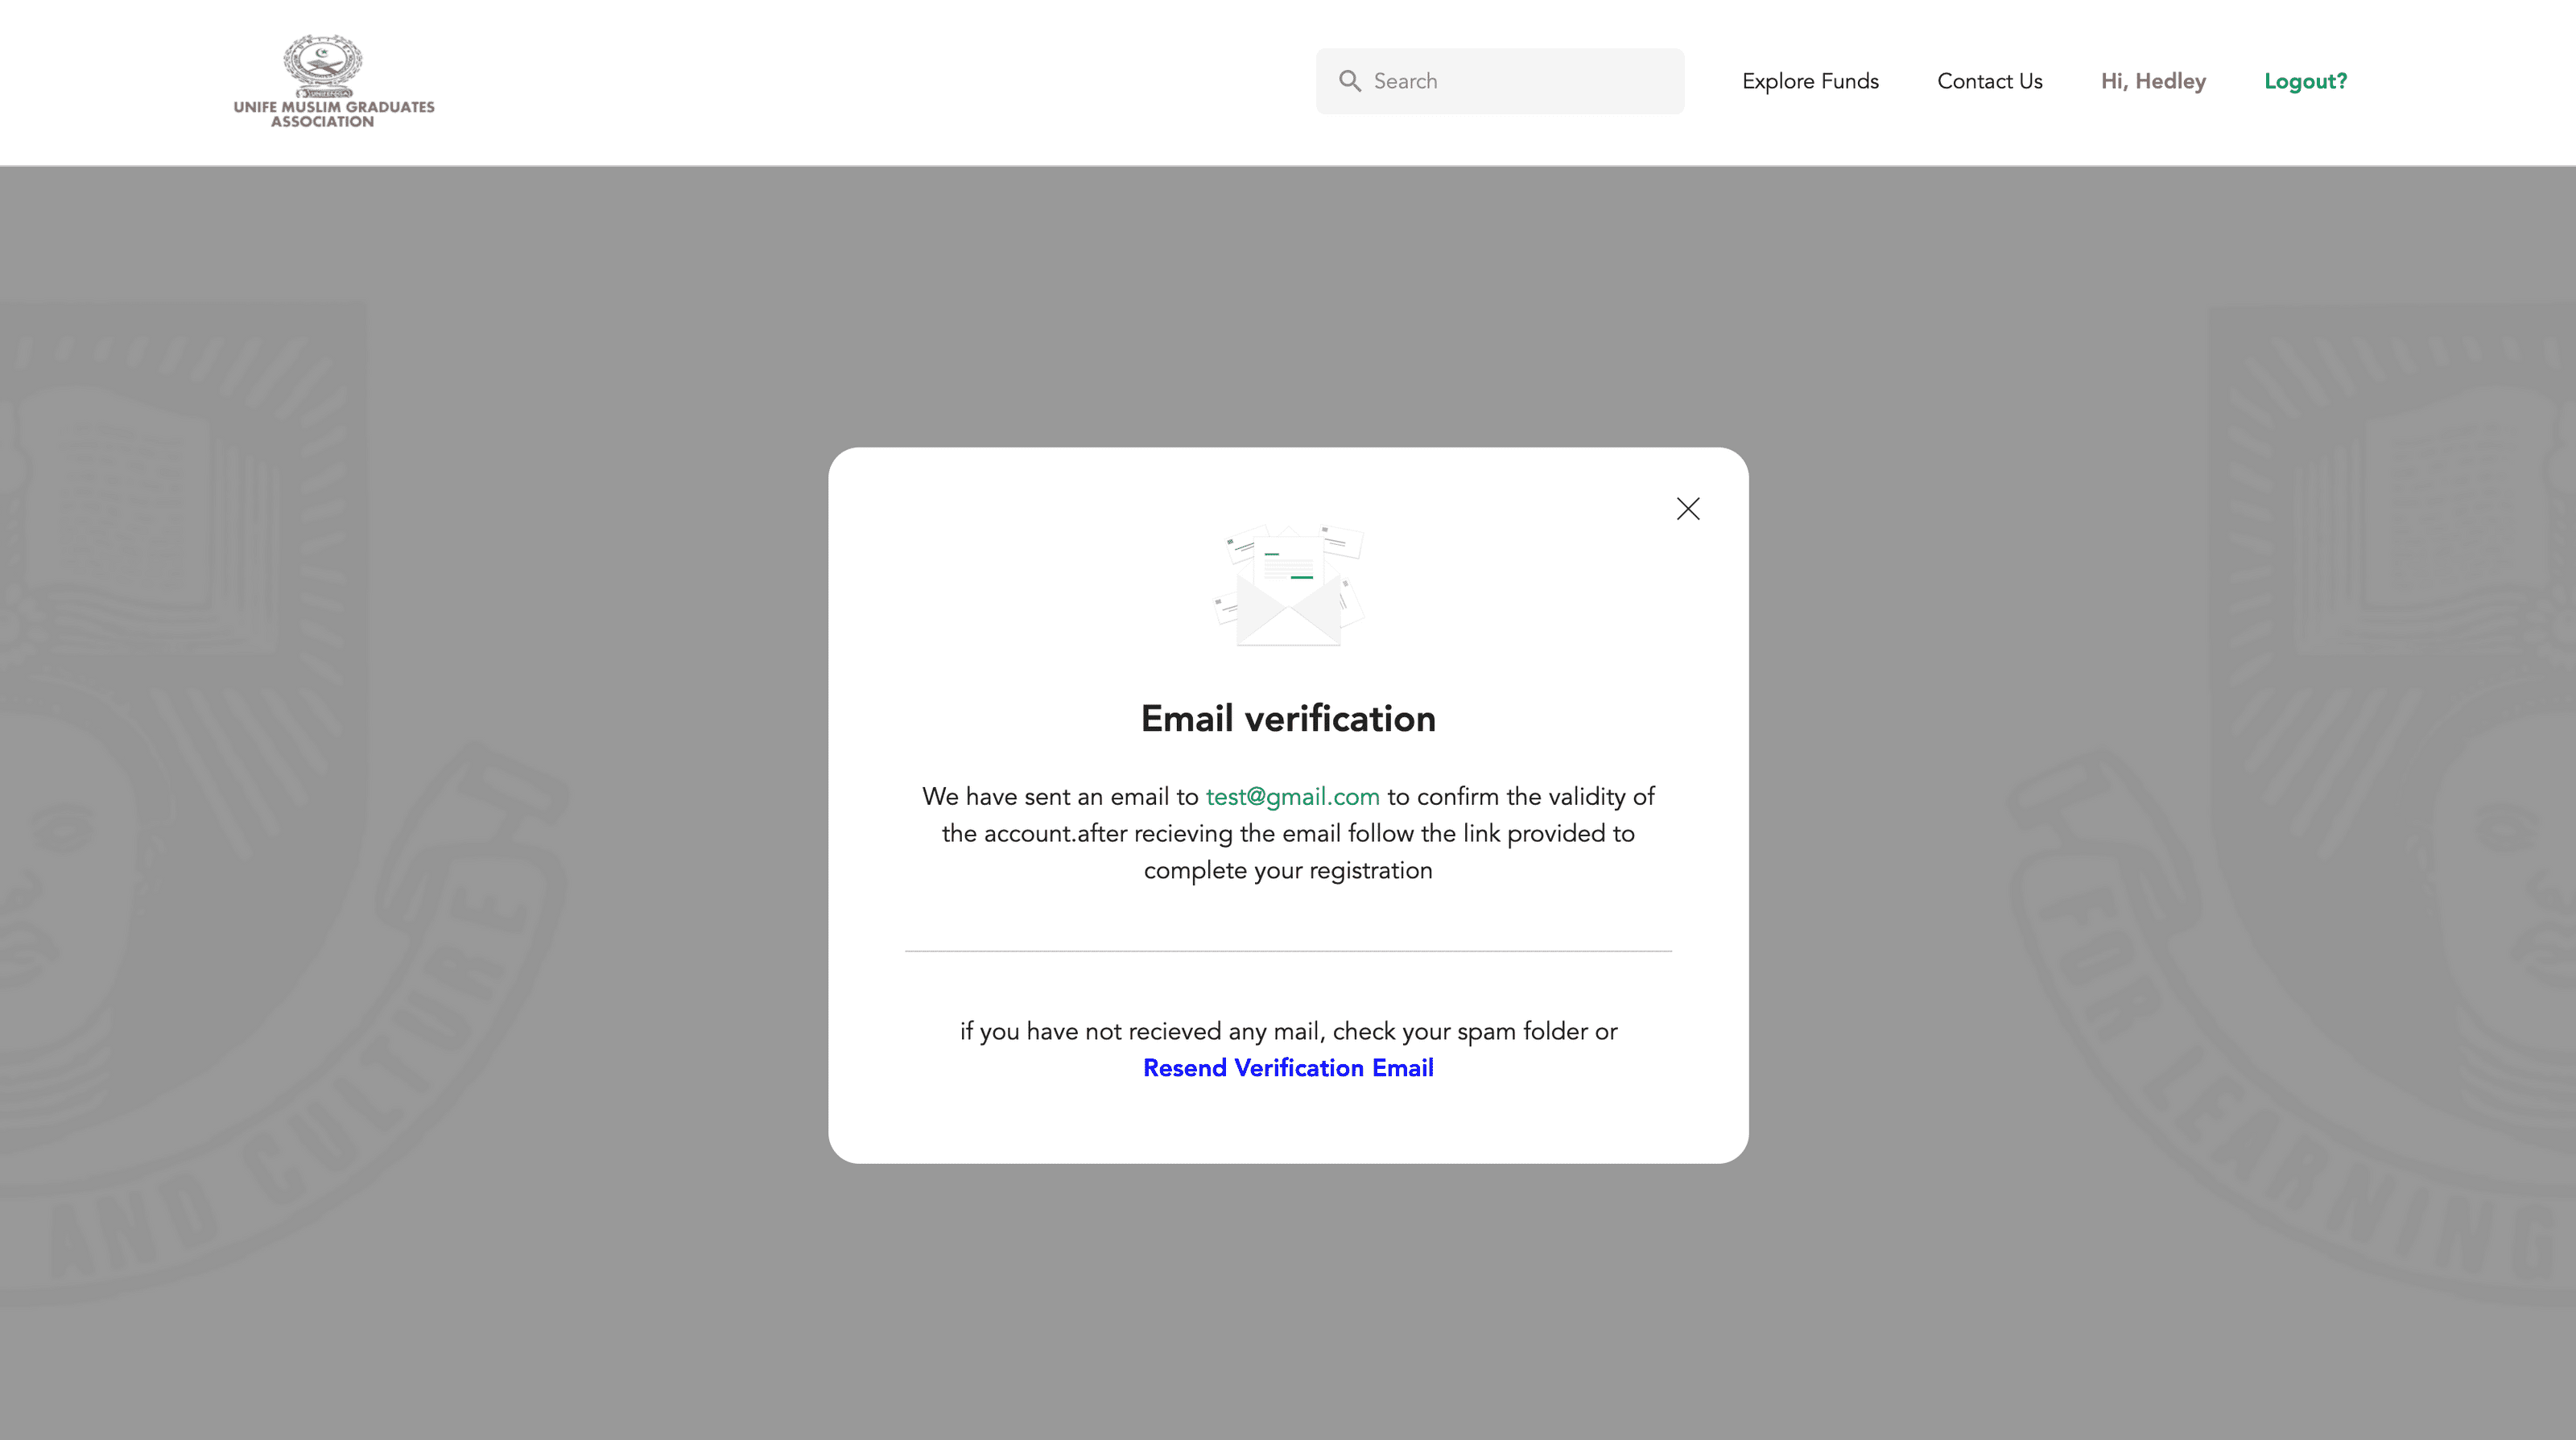 UNIFE MUSLIM GRADUATES
ASSOCIATION
Search
Explore Funds
Contact Us
Hi, Hedley
Logout?
Email verification
We have sent an email to test@gmail.com to confirm the validity of
the account.after recieving the email follow the link provided to
complete your registration
if you have not recieved any mail, check your spam folder or
Resend Verification Email
AND CULTURE
FOR LEARNING